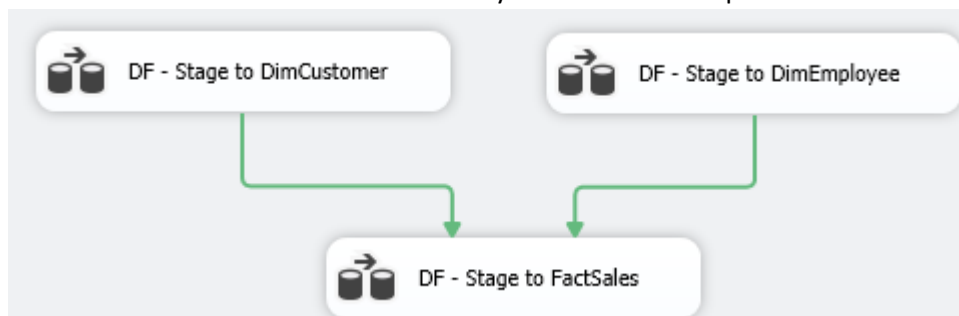 DF - Stage to DimCustomer
DF - Stage to DimEmployee
DF - Stage to FactSales